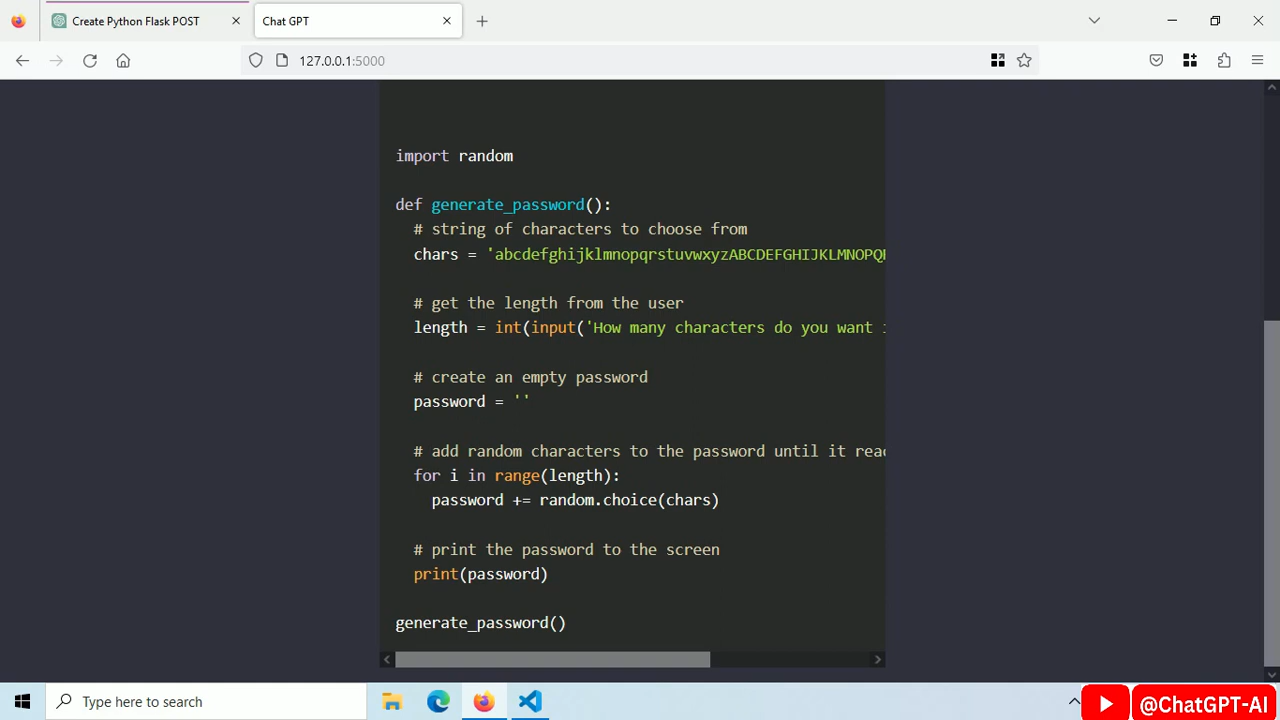 Create Python Flask POST
Chat GPT
127.0.0.1:5000
import random
def generate_password():
# string of characters to choose from
chars = 'abcdefghijklmnopqrstuvwxyzABCDEFGHIJKLMNOPQ
# get the length from the user
length = int(input('How many characters do you want
# create an empty password
password = ''
# add random characters to the password until it reac
for i in range(length):
password += random.choice(chars)
# print the password to the screen
print(password)
generate_password()
Type here to search
@ChatGPT-AI